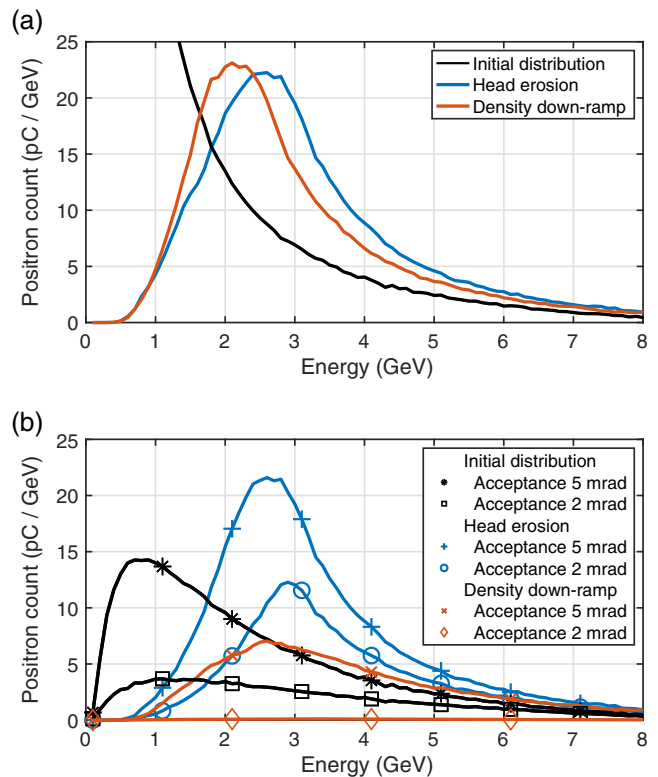 (a)
25
20
15
10
5
0
Positron count (pC / GeV)
Initial distribution
Head erosion
Density down-ramp
0 1 2 3 4 5 6 7 8
Energy (GeV)
(b)
25
20
15
10
5
0
Positron count (pC / GeV)
Initial distribution
Acceptance 5 mrad
Acceptance 2 mrad
Head erosion
Acceptance 5 mrad
Acceptance 2 mrad
Density down-ramp
Acceptance 5 mrad
Acceptance 2 mrad
0 1 2 3 4 5 6 7 8
Energy (GeV)